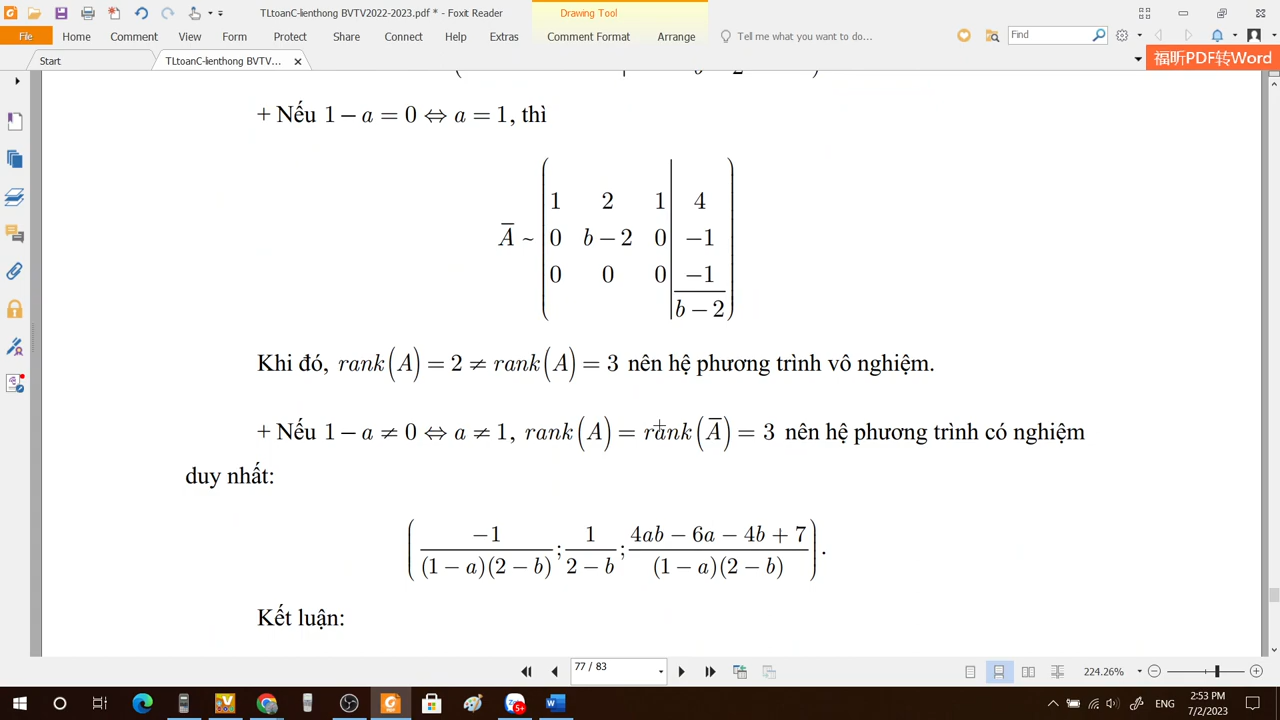 TLtoanC-lienthong BVTV2022-2023.pdf * - Foxit Reader
Drawing Tool
File Home Comment View Form Protect Share Connect Help Extras Comment Format Arrange Tell me what you want to do... Find
Start TLtoanC-lienthong BVTV...
福昕PDF转Word
+ Nếu 1 − a = 0 ⇔ a = 1, thì
1 2 1 | 4
A̅ ~ 0 b − 2 0 | −1
0 0 0 | −1
b − 2
Khi đó, rank(A) = 2 ≠ rank(A) = 3 nên hệ phương trình vô nghiệm.
+ Nếu 1 − a ≠ 0 ⇔ a ≠ 1, rank(A) = rank(A̅) = 3 nên hệ phương trình có nghiệm
duy nhất:
( −1 / (1 − a)(2 − b) ; 1 / 2 − b ; 4ab − 6a − 4b + 7 / (1 − a)(2 − b) ).
Kết luận:
77 / 83
224.26%
ENG
2:53 PM
7/2/2023